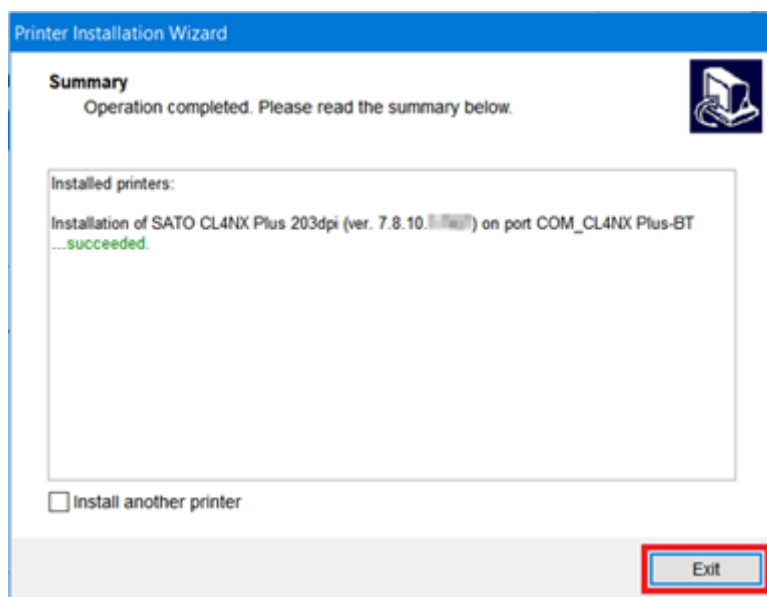 Printer Installation Wizard
Summary
Operation completed. Please read the summary below.
Installed printers:
Installation of SATO CL4NX Plus 203dpi (ver. 7.8.10. ) on port COM_CL4NX Plus-BT
...succeeded.
Install another printer
Exit